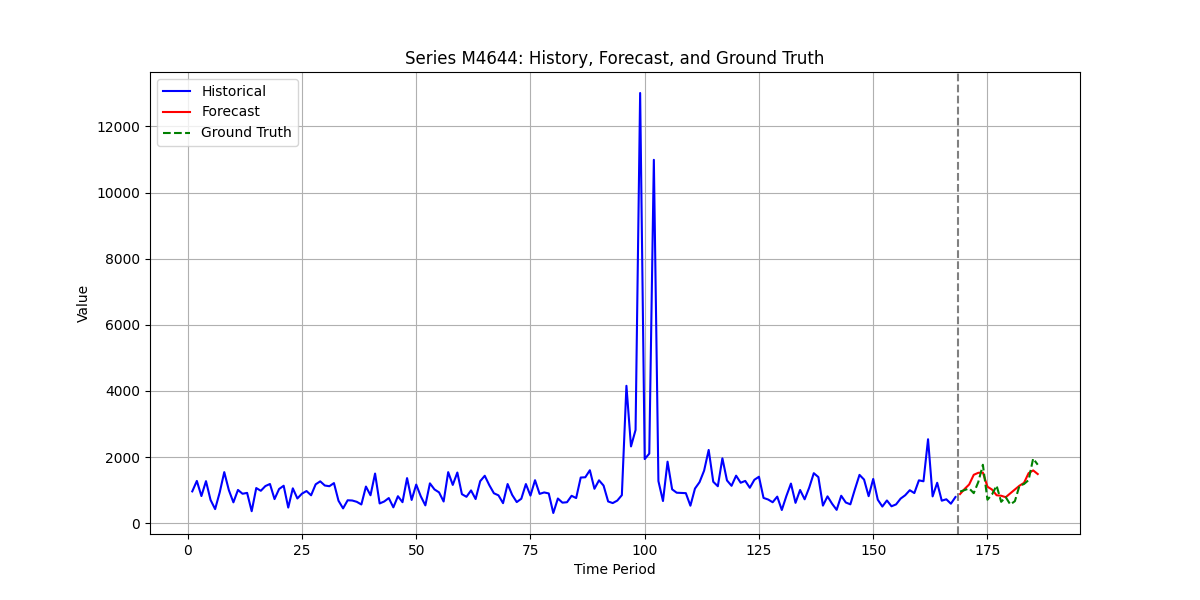 Series M4644: History, Forecast, and Ground Truth
Historical
Forecast
Ground Truth
12000
10000
8000
6000
4000
2000
0
Value
0 25 50 75 100 125 150 175
Time Period